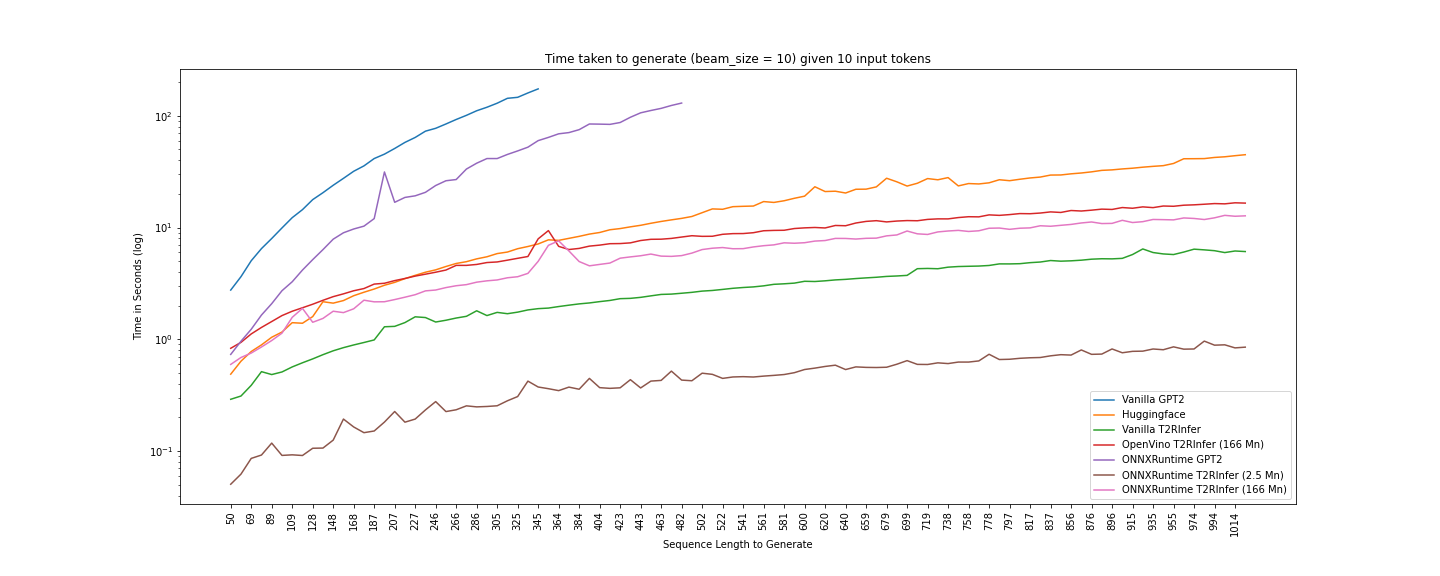 Time taken to generate (beam_size = 10) given 10 input tokens
Time in Seconds (log)
10²
10¹
10⁰
10⁻¹
50 69 89 109 128 148 168 187 207 227 246 266 286 305 325 345 364 384 404 423 443 463 482 502 522 541 561 581 600 620 640 659 679 699 719 738 758 778 797 817 837 856 876 896 915 935 955 974 994 1014
Sequence Length to Generate
Vanilla GPT2
Huggingface
Vanilla T2RInfer
OpenVino T2RInfer (166 Mn)
ONNXRuntime GPT2
ONNXRuntime T2RInfer (2.5 Mn)
ONNXRuntime T2RInfer (166 Mn)